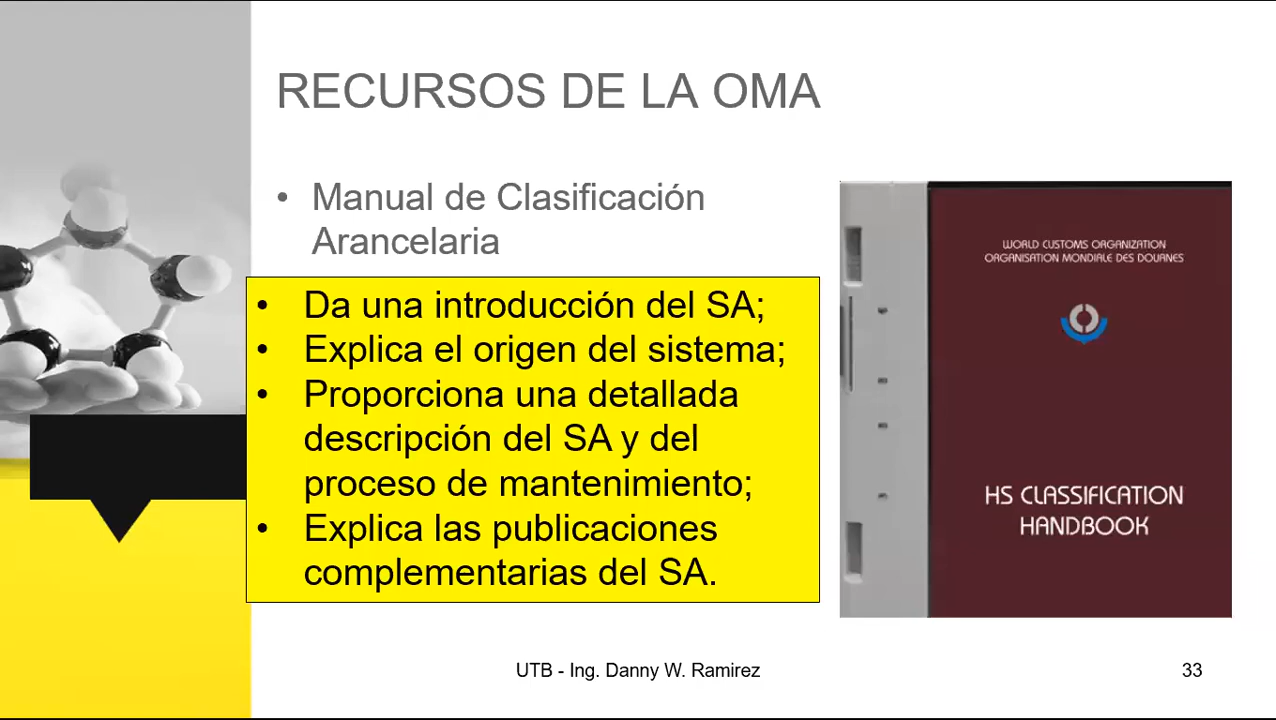 RECURSOS DE LA OMA
• Manual de Clasificación
Arancelaria
• Da una introducción del SA;
• Explica el origen del sistema;
• Proporciona una detallada
descripción del SA y del
proceso de mantenimiento;
• Explica las publicaciones
complementarias del SA.
WORLD CUSTOMS ORGANIZATION
ORGANISATION MONDIALE DES DOUANES
HS CLASSIFICATION
HANDBOOK
UTB - Ing. Danny W. Ramirez
33